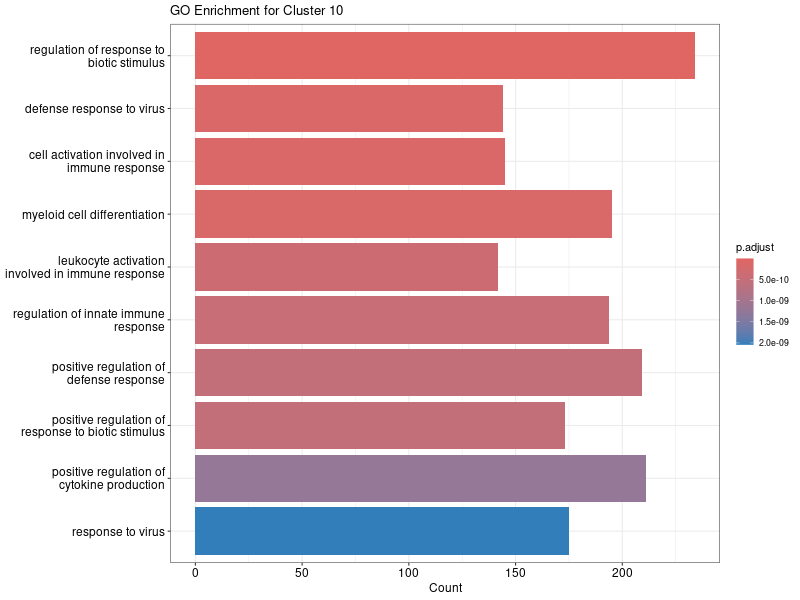 GO Enrichment for Cluster 10
regulation of response to
biotic stimulus
defense response to virus
cell activation involved in
immune response
myeloid cell differentiation
leukocyte activation
involved in immune response
regulation of innate immune
response
positive regulation of
defense response
positive regulation of
response to biotic stimulus
positive regulation of
cytokine production
response to virus
0 50 100 150 200
Count
p.adjust
5.0e-10
1.0e-09
1.5e-09
2.0e-09